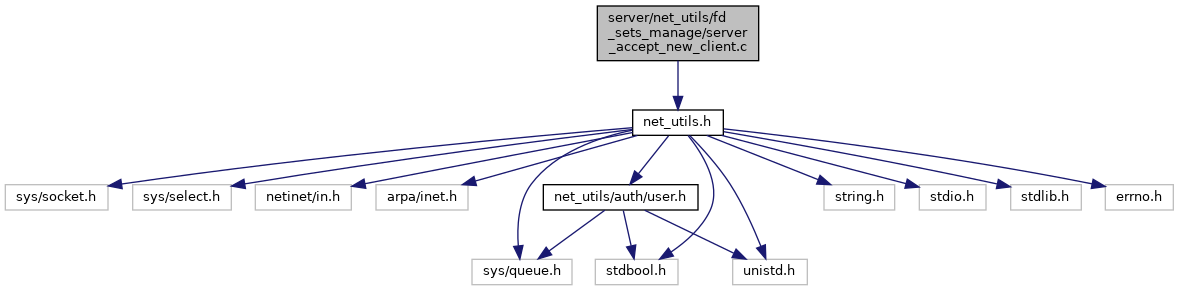 server/net_utils/fd
_sets_manage/server
_accept_new_client.c
net_utils.h
sys/socket.h
sys/select.h
netinet/in.h
arpa/inet.h
net_utils/auth/user.h
string.h
stdio.h
stdlib.h
errno.h
sys/queue.h
stdbool.h
unistd.h